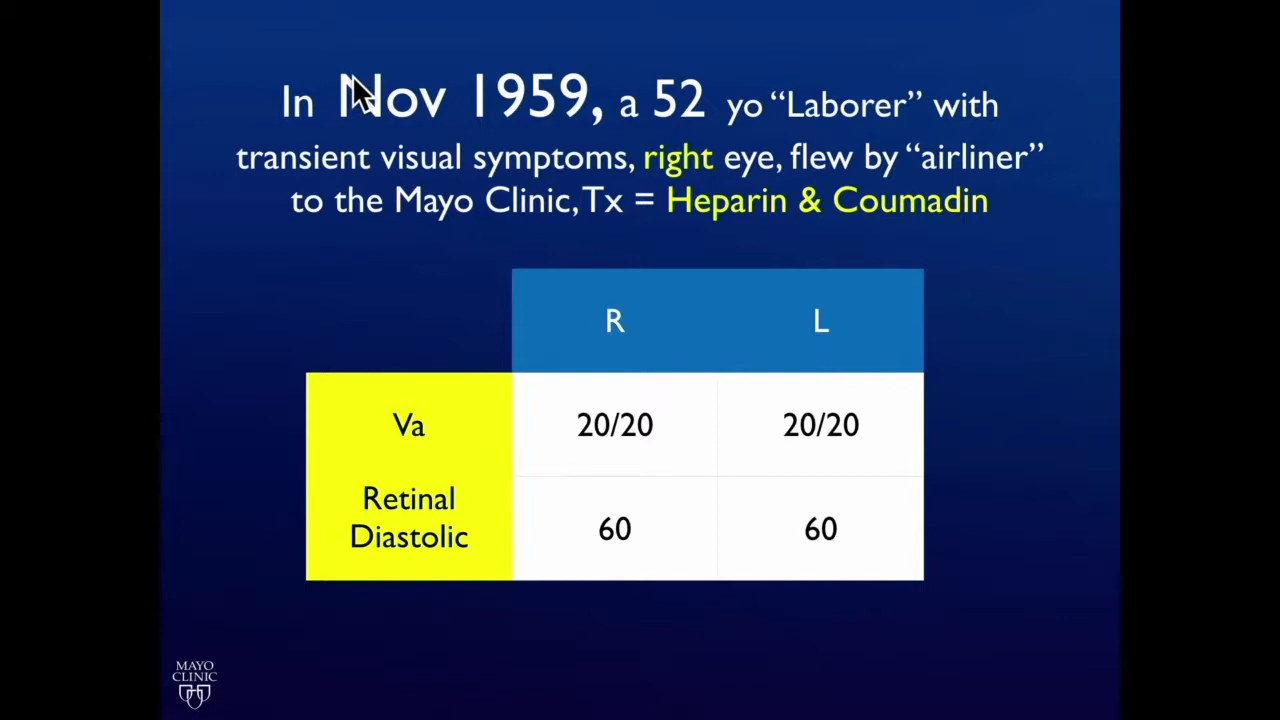 In Nov 1959, a 52 yo “Laborer” with
transient visual symptoms, right eye, flew by “airliner”
to the Mayo Clinic, Tx = Heparin & Coumadin
R L
Va 20/20 20/20
Retinal
Diastolic 60 60
MAYO
CLINIC